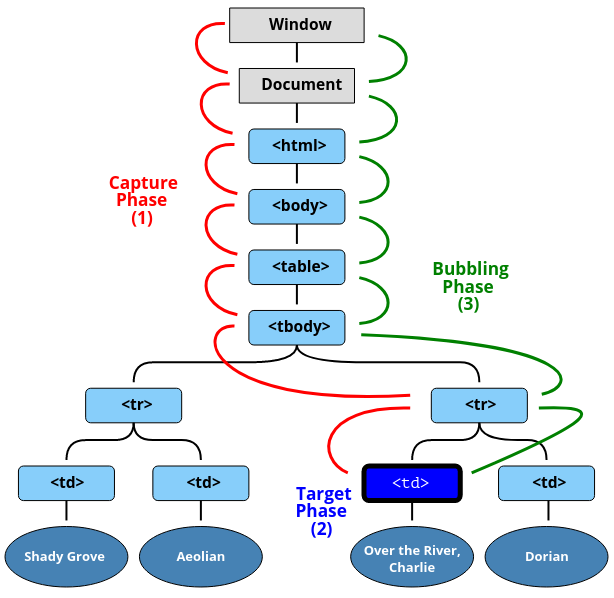 Window
Document
<html>
Capture
Phase
(1)
<body>
<table>
Bubbling
Phase
(3)
<tbody>
<tr>
<tr>
<td>
<td>
<td>
<td>
Target
Phase
(2)
Shady Grove
Aeolian
Over the River,
Charlie
Dorian